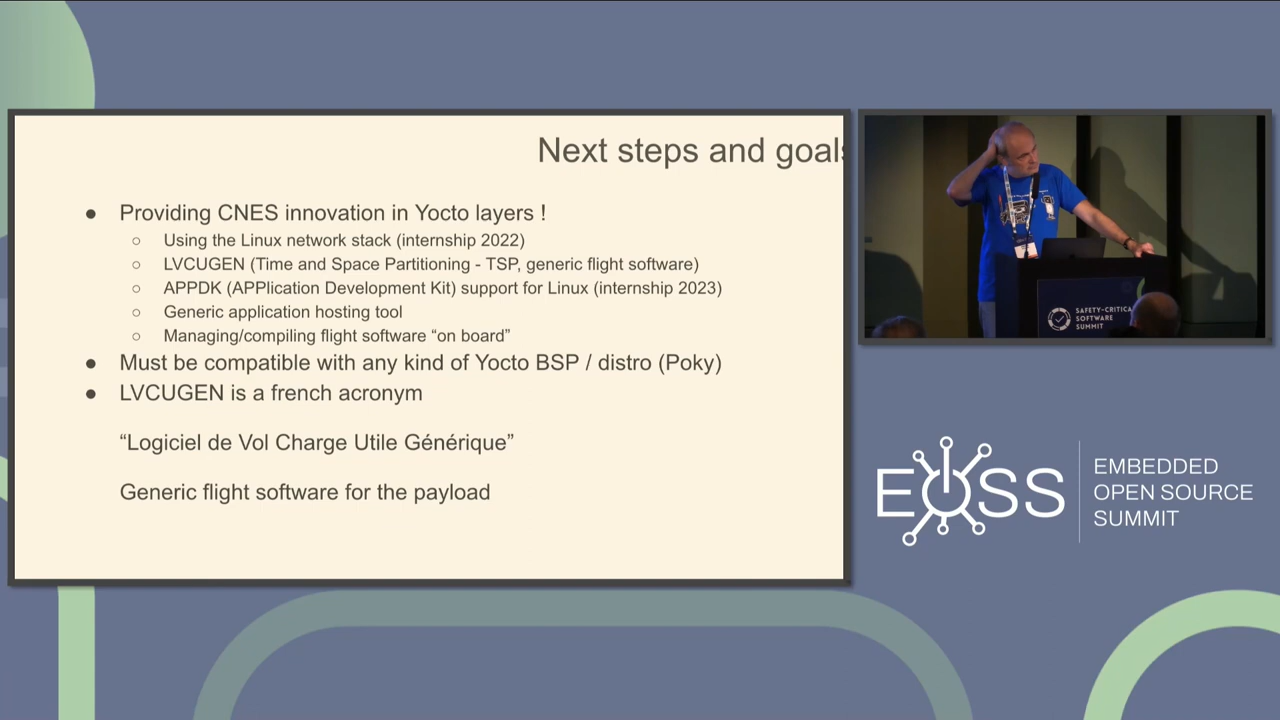 Next steps and goals
● Providing CNES innovation in Yocto layers !
○ Using the Linux network stack (internship 2022)
○ LVCUGEN (Time and Space Partitioning - TSP, generic flight software)
○ APPDK (APPlication Development Kit) support for Linux (internship 2023)
○ Generic application hosting tool
○ Managing/compiling flight software “on board”
● Must be compatible with any kind of Yocto BSP / distro (Poky)
● LVCUGEN is a french acronym
“Logiciel de Vol Charge Utile Générique”
Generic flight software for the payload
SAFETY-CRITICA
SOFTWARE
SUMMIT
EOSS
EMBEDDED
OPEN SOURCE
SUMMIT